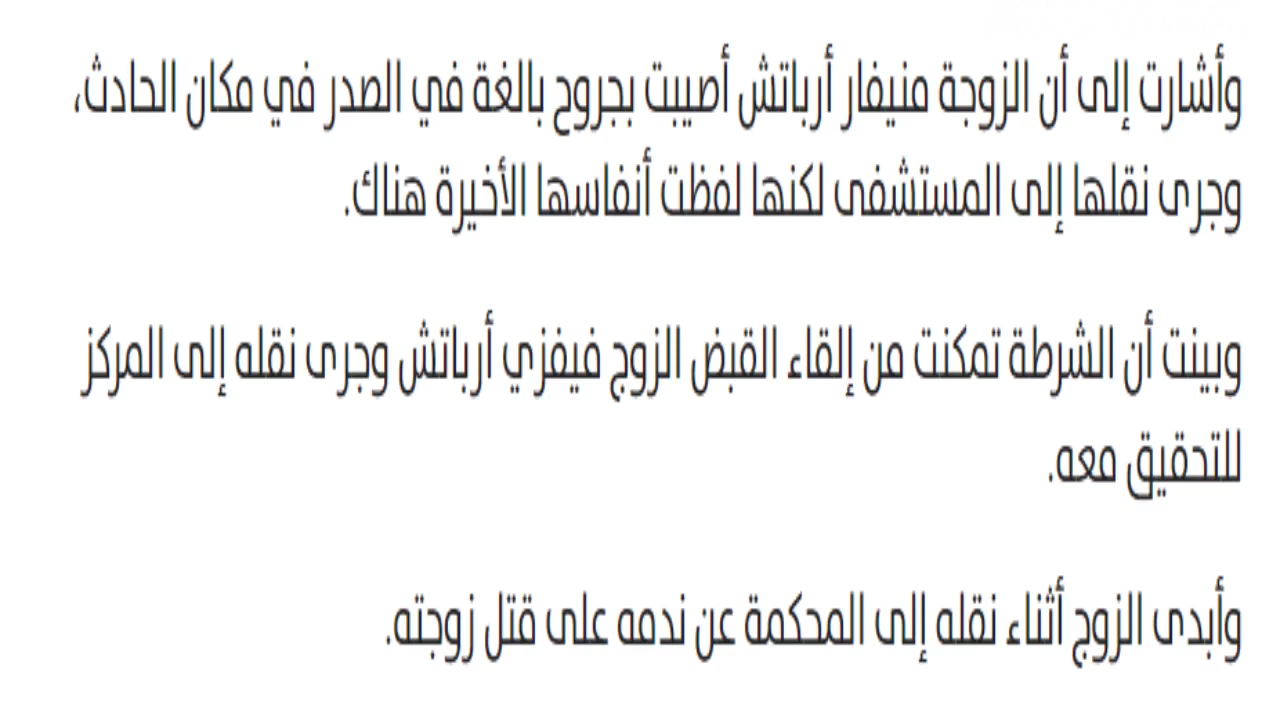 وأشارت إلى أن الزوجة منيفار أرباتش أصيبت بجروح بالغة في الصدر في مكان الحادث،
وجرى نقلها إلى المستشفى لكنها لفظت أنفاسها الأخيرة هناك.
وبينت أن الشرطة تمكنت من إلقاء القبض الزوج فيفزي أرباتش وجرى نقله إلى المركز
للتحقيق معه.
وأبدى الزوج أثناء نقله إلى المحكمة عن ندمه على قتل زوجته.